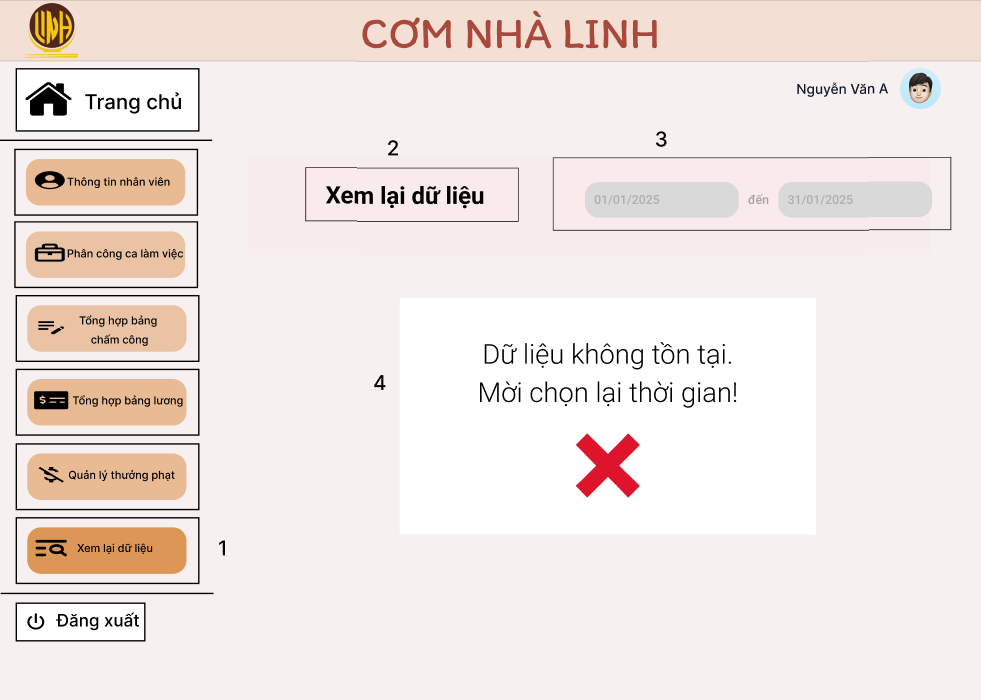 LINH
CƠM NHÀ LINH
Trang chủ
Nguyễn Văn A
2
3
Thông tin nhân viên
Xem lại dữ liệu
01/01/2025 đến 31/01/2025
Phân công ca làm việc
Tổng hợp bảng
chấm công
Dữ liệu không tồn tại.
4
Mời chọn lại thời gian!
$
Tổng hợp bảng lương
Quản lý thưởng phạt
Xem lại dữ liệu
1
Đăng xuất